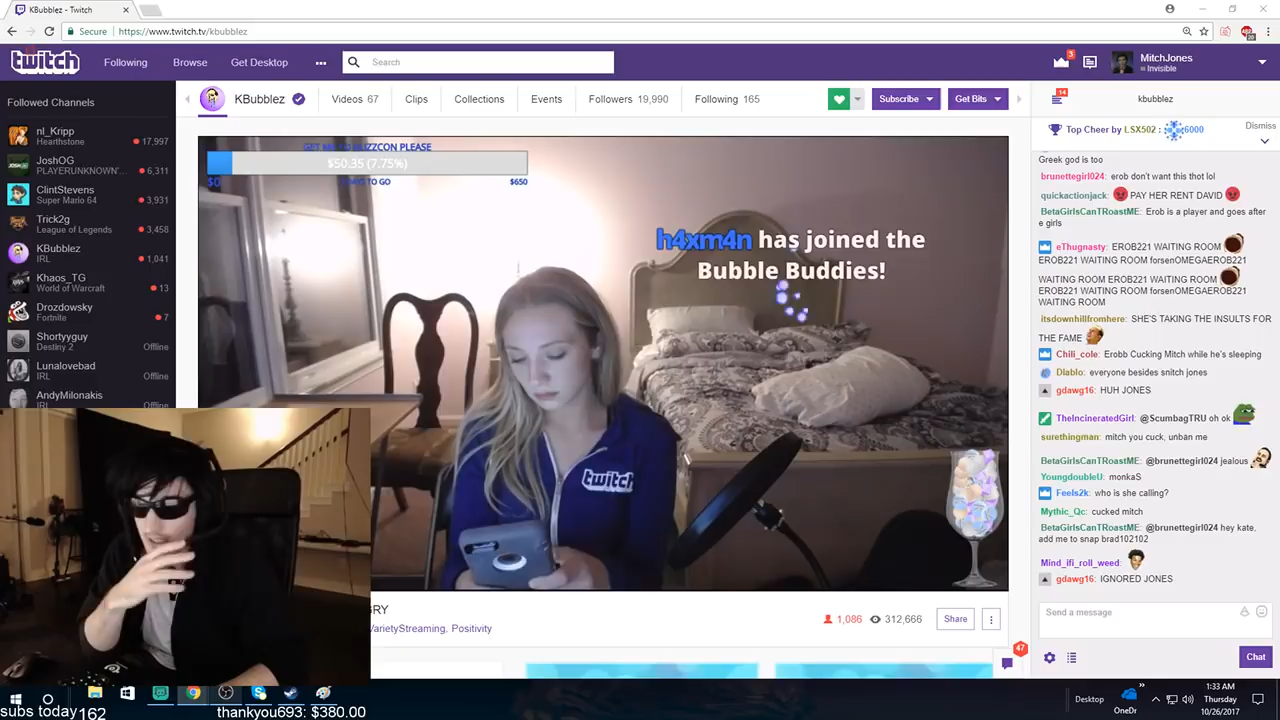 KBubblez - Twitch
Secure
https://www.twitch.tv/kbubblez
twitch
Following
Browse
Get Desktop
Search
3
MitchJones
Invisible
Followed Channels
nl_Kripp
Hearthstone
17,997
JoshOG
PLAYERUNKNOWN'...
6,311
ClintStevens
Super Mario 64
3,931
Trick2g
League of Legends
3,458
KBubblez
IRL
1,041
Khaos_TG
World of Warcraft
13
Drozdowsky
Fortnite
7
Shortyyguy
Destiny 2
Offline
Lunalovebad
IRL
Offline
AndyMilonakis
IRL
Offline
KBubblez
Videos 67
Clips
Collections
Events
Followers 19,990
Following 165
Subscribe
Get Bits
$50.35 (7.75%)
$0
TO GO
$650
h4xm4n has joined the
Bubble Buddies!
twitch
GRY
VarietyStreaming, Positivity
1,086
312,666
Share
47
14
kbubblez
Top Cheer by LSX502 : 6000
Dismiss
Greek god is too
brunettegirl024: erob don't want this thot lol
quickactionjack: PAY HER RENT DAVID
BetaGirlsCanTRoastME: Erob is a player and goes after
e girls
eThugnasty: EROB221 WAITING ROOM
EROB221 WAITING ROOM forsenOMEGAEROB221
WAITING ROOM EROB221 WAITING ROOM
EROB221 WAITING ROOM forsenOMEGAEROB221
WAITING ROOM
itsdownhillfromhere: SHE'S TAKING THE INSULTS FOR
THE FAME
Chili_cole: Erobb Cucking Mitch while he's sleeping
Diablo: everyone besides snitch jones
gdawg16: HUH JONES
TheIncineratedGirl: @ScumbagTRU oh ok
surethingman: mitch you cuck, unban me
BetaGirlsCanTRoastME: @brunettegirl024 jealous
YoungdoubleU: monkaS
Feels2k: who is she calling?
Mythic_Qc: cucked mitch
BetaGirlsCanTRoastME: @brunettegirl024 hey kate,
add me to snap brad102102
Mind_ifi_roll_weed:
gdawg16: IGNORED JONES
Send a message
Chat
Desktop
OneDr
1:33 AM
Thursday
10/26/2017
subs today 162
thankyou693: $380.00